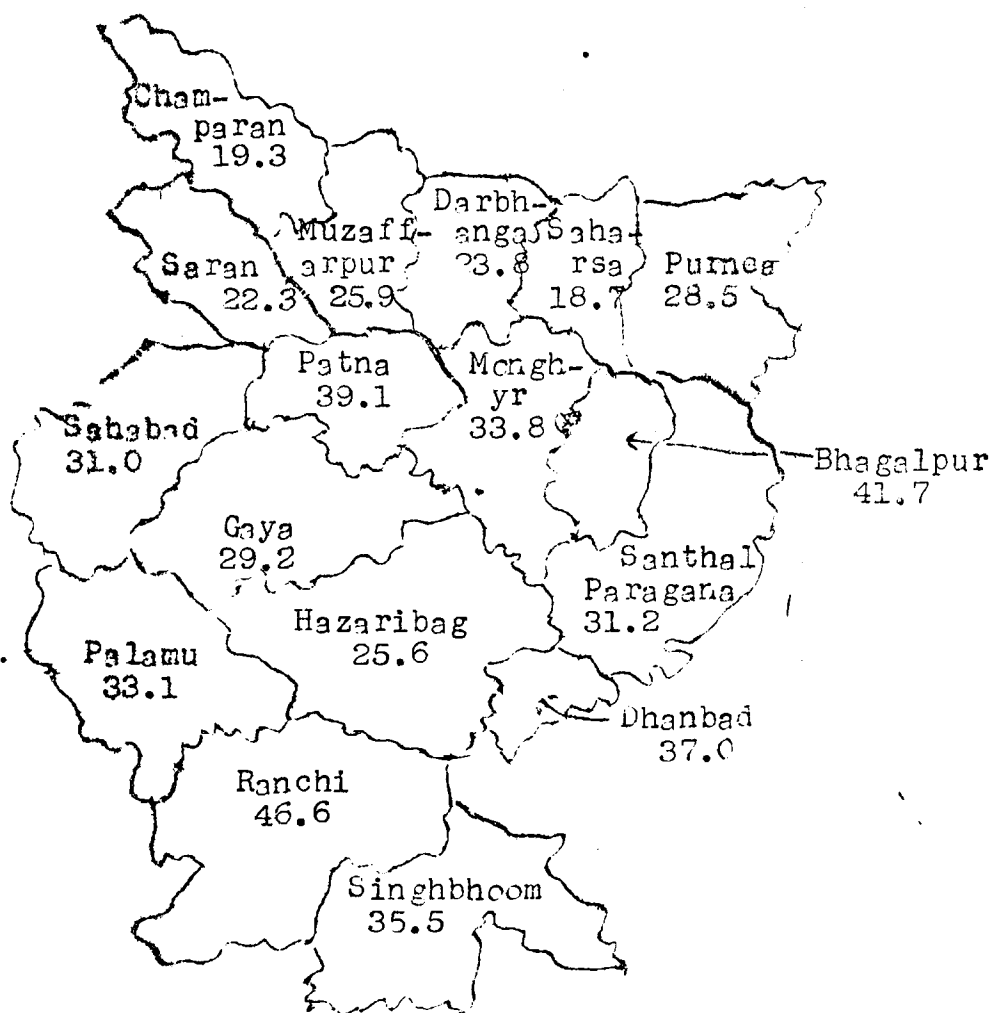 Cham-
paran
19.3
Darbh-
anga
23.8
Muzaff-
arpur
25.9
Saha-
rsa
18.7
Saran
22.3
Purnea
28.5
Patna
39.1
Mongh-
yr
33.8
Sahabad
31.0
Bhagalpur
41.7
Gaya
29.2
Santhal
Paragana
31.2
Hazaribag
25.6
Palamu
33.1
Dhanbad
37.0
Ranchi
46.6
Singhbhoom
35.5